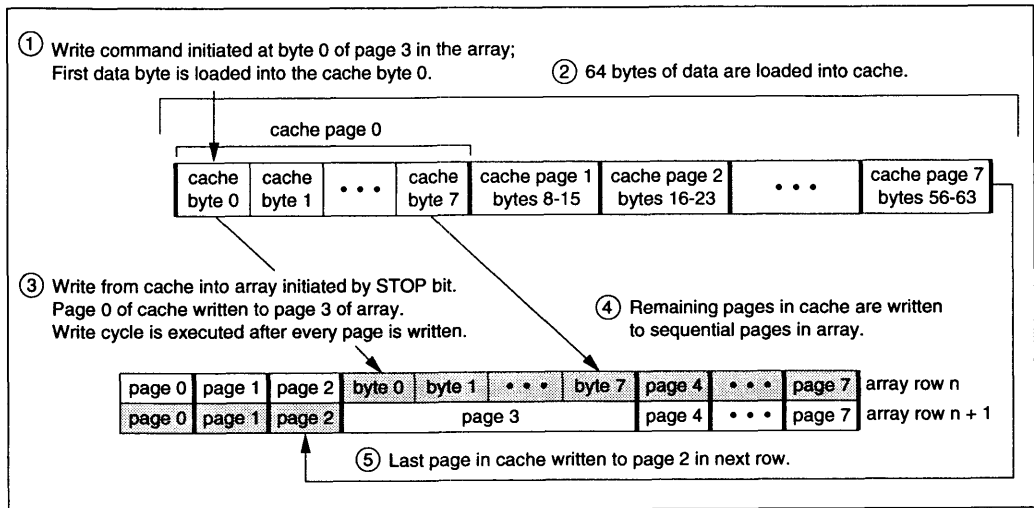 ① Write command initiated at byte 0 of page 3 in the array;
First data byte is loaded into the cache byte 0.
② 64 bytes of data are loaded into cache.
cache page 0
cache byte 0 cache byte 1 • • • cache byte 7 cache page 1 bytes 8-15 cache page 2 bytes 16-23 • • • cache page 7 bytes 56-63
③ Write from cache into array initiated by STOP bit.
Page 0 of cache written to page 3 of array.
Write cycle is executed after every page is written.
④ Remaining pages in cache are written
to sequential pages in array.
page 0 page 1 page 2 byte 0 byte 1 • • • byte 7 page 4 • • • page 7 array row n
page 0 page 1 page 2 page 3 page 4 • • • page 7 array row n + 1
⑤ Last page in cache written to page 2 in next row.